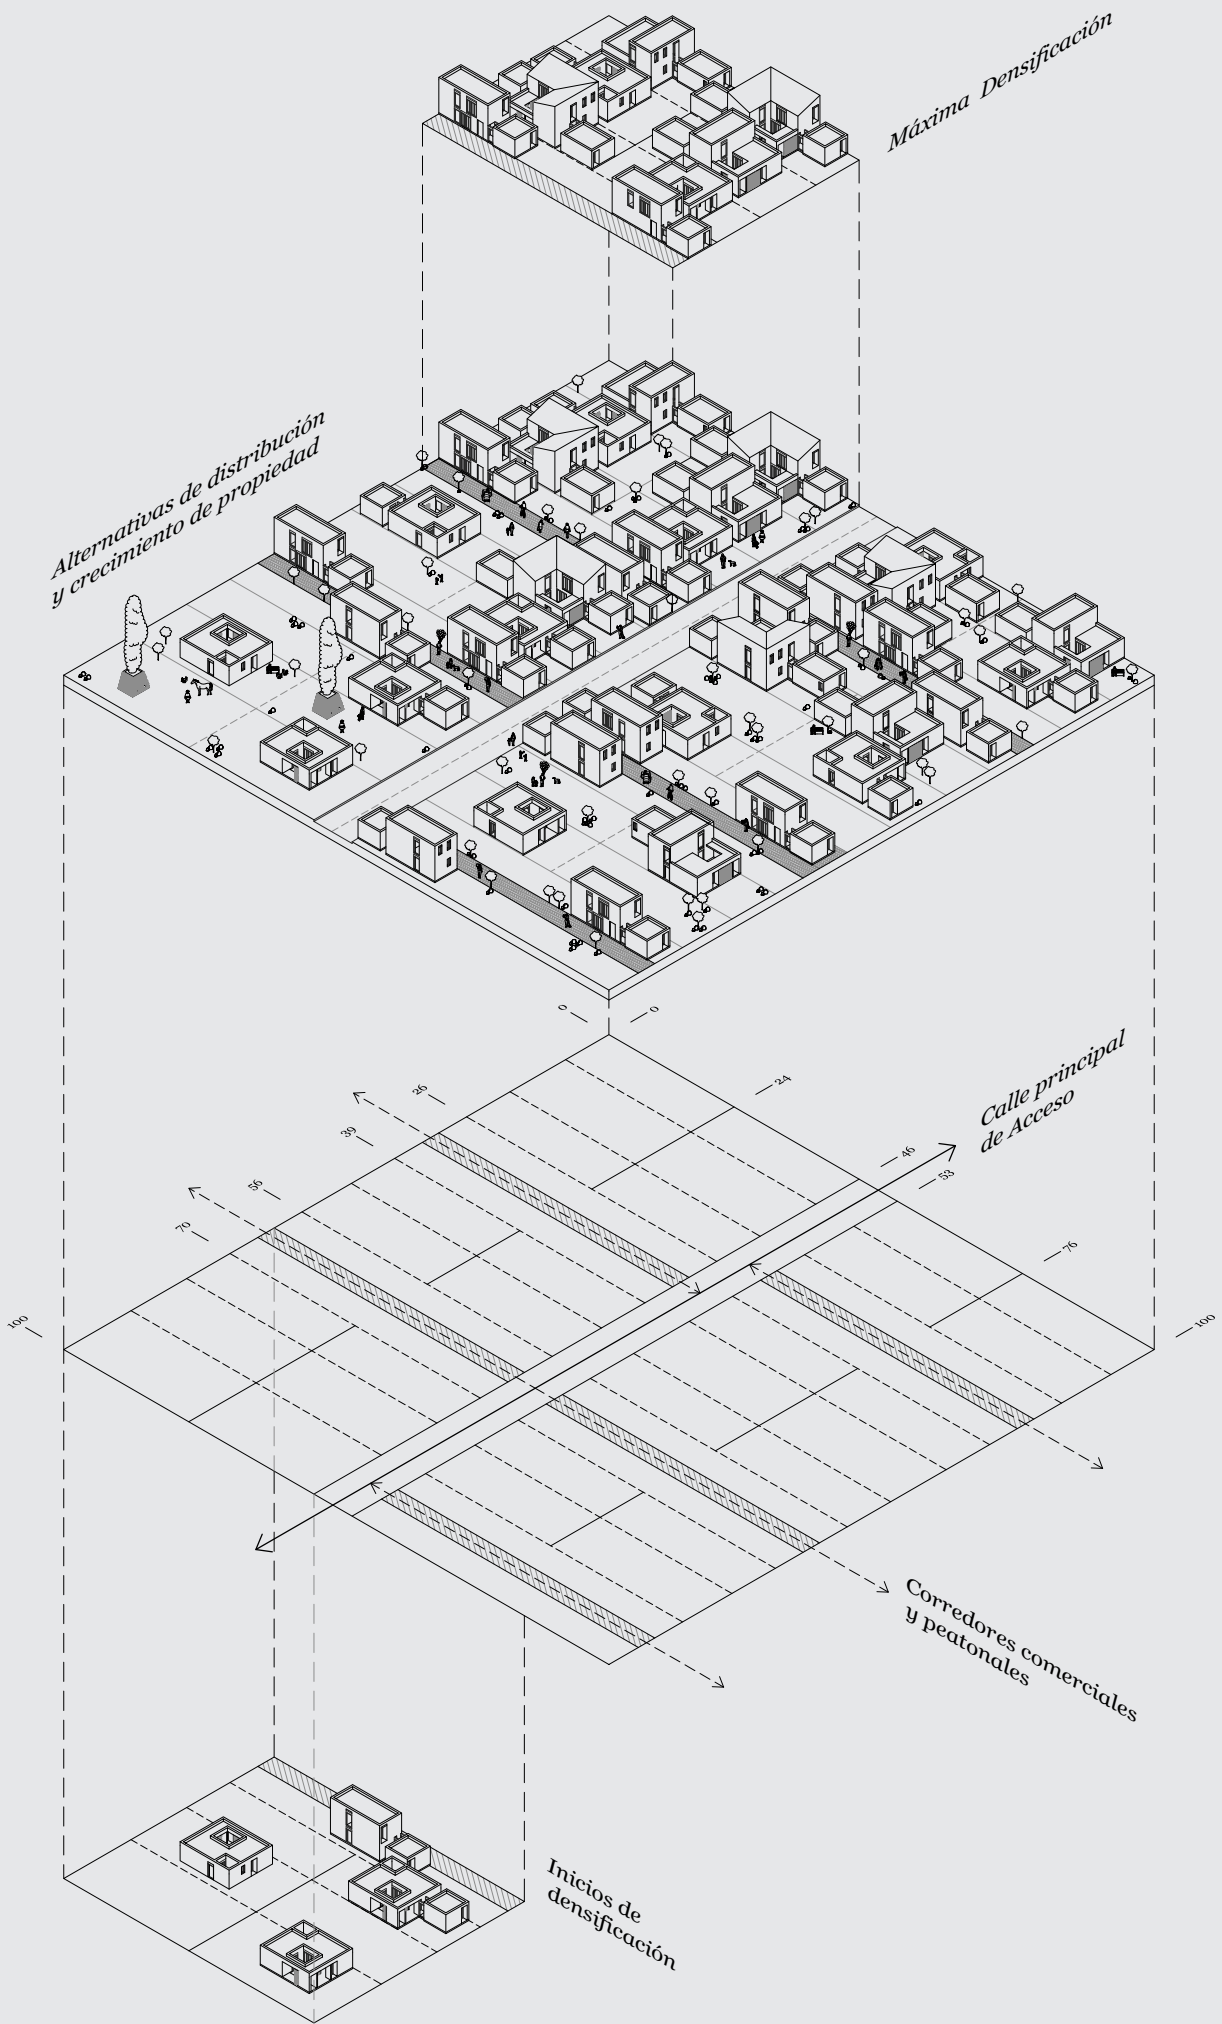 Máxima Densificación
Alternativas de distribución
y crecimiento de propiedad
0
0
26
24
39
46
53
56
70
76
100
100
Calle principal
de Acceso
Corredores comerciales
y peatonales
Inicios de
densificación